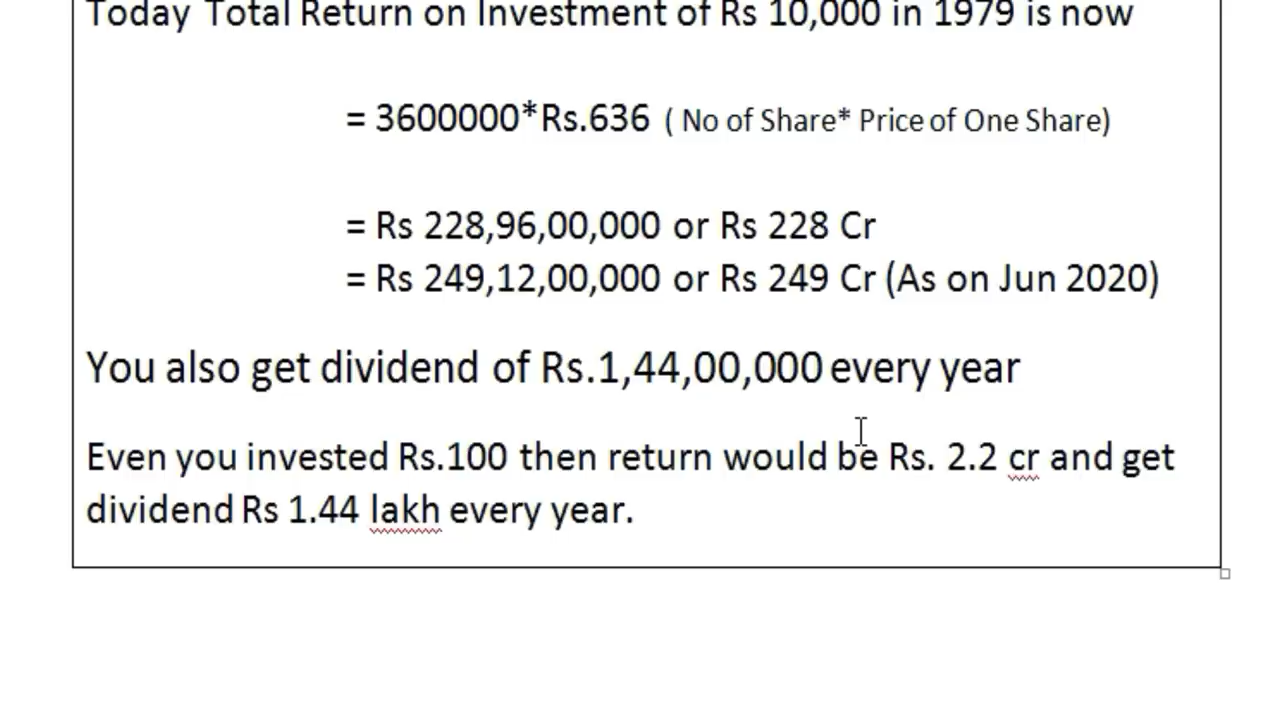 Today Total Return on Investment of Rs 10,000 in 1979 is now
= 3600000*Rs.636 ( No of Share* Price of One Share)
= Rs 228,96,00,000 or Rs 228 Cr
= Rs 249,12,00,000 or Rs 249 Cr (As on Jun 2020)
You also get dividend of Rs.1,44,00,000 every year
Even you invested Rs.100 then return would be Rs. 2.2 cr and get
dividend Rs 1.44 lakh every year.